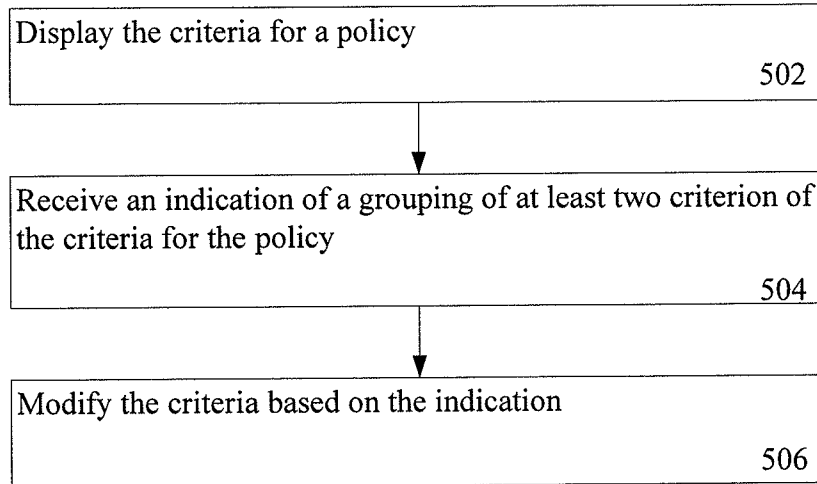 Display the criteria for a policy
502
Receive an indication of a grouping of at least two criterion of
the criteria for the policy
504
Modify the criteria based on the indication
506